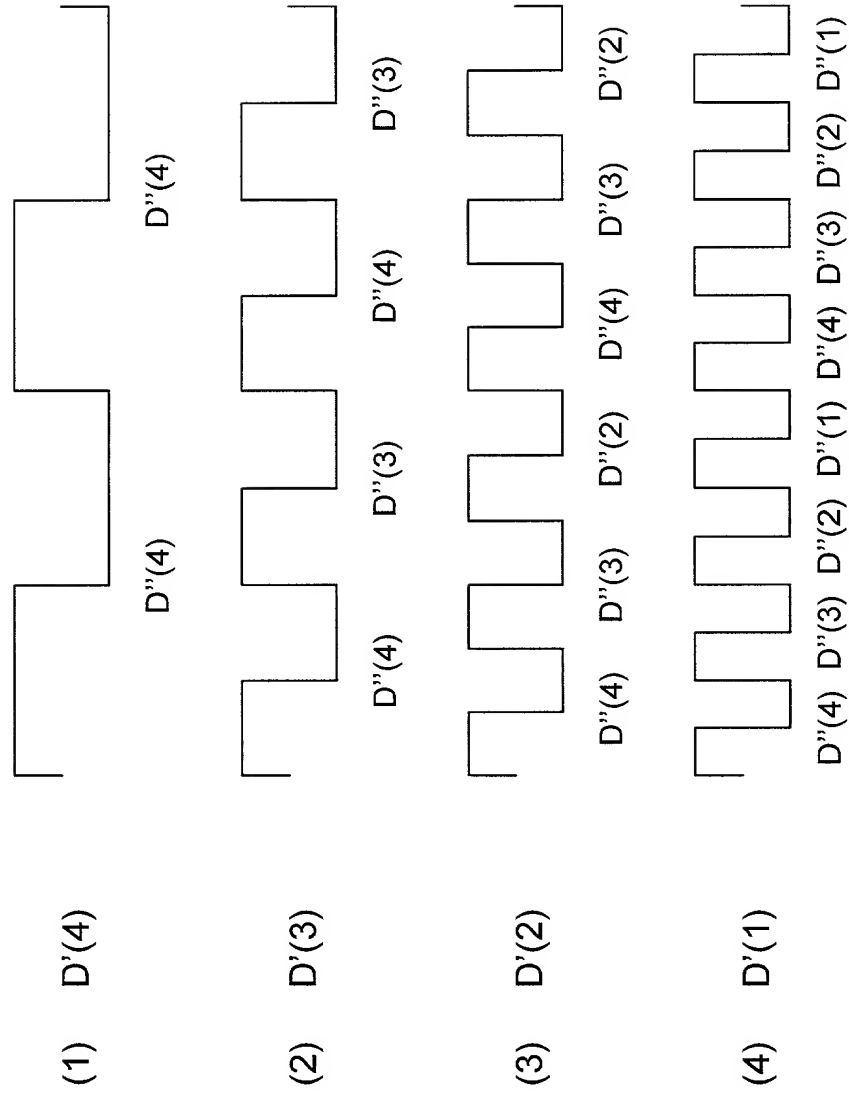 (1) D’(4)
D’’(4) D’’(4)
(2) D’(3)
D’’(4) D’’(3) D’’(4) D’’(3)
(3) D’(2)
D’’(4) D’’(3) D’’(2) D’’(4) D’’(3) D’’(2)
(4) D’(1)
D’’(4) D’’(3) D’’(2) D’’(1) D’’(4) D’’(3) D’’(2) D’’(1)